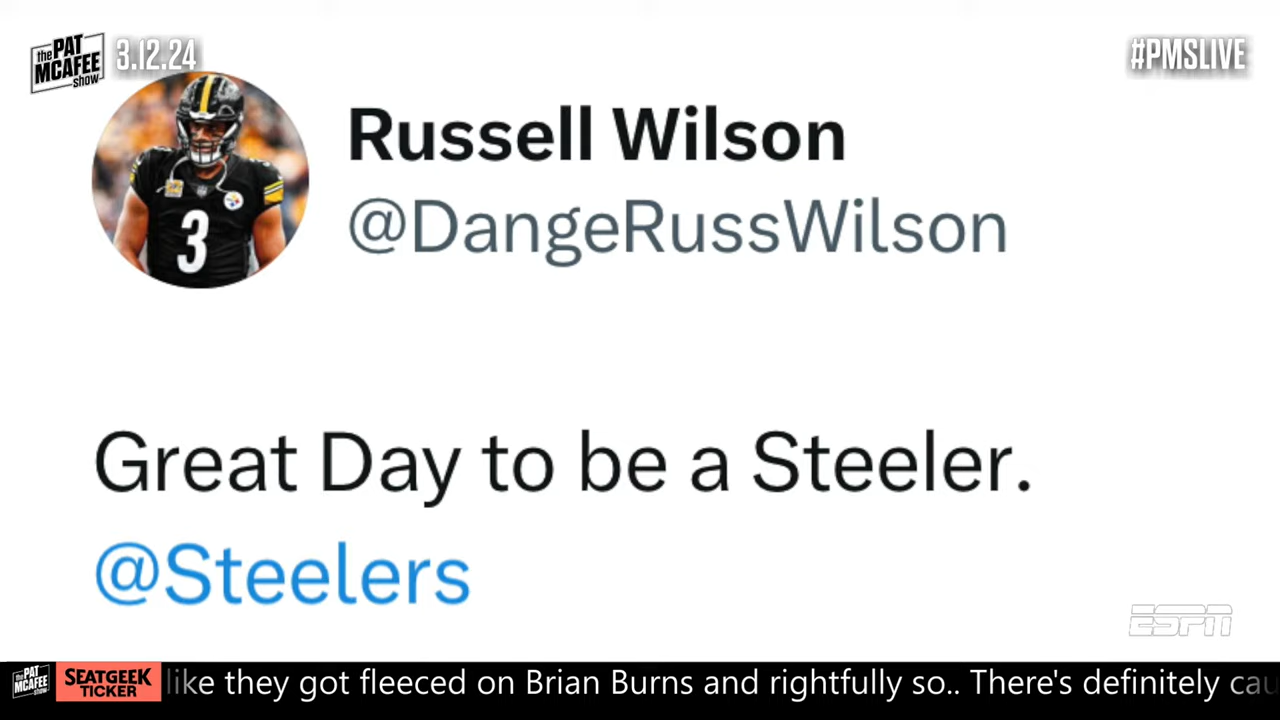 the PAT MCAFEE show
3.12.24
#PMSLIVE
3
Russell Wilson
@DangeRussWilson
Great Day to be a Steeler.
@Steelers
ESPN
the PAT MCAFEE show
SEATGEEK
TICKER
like they got fleeced on Brian Burns and rightfully so.. There's definitely